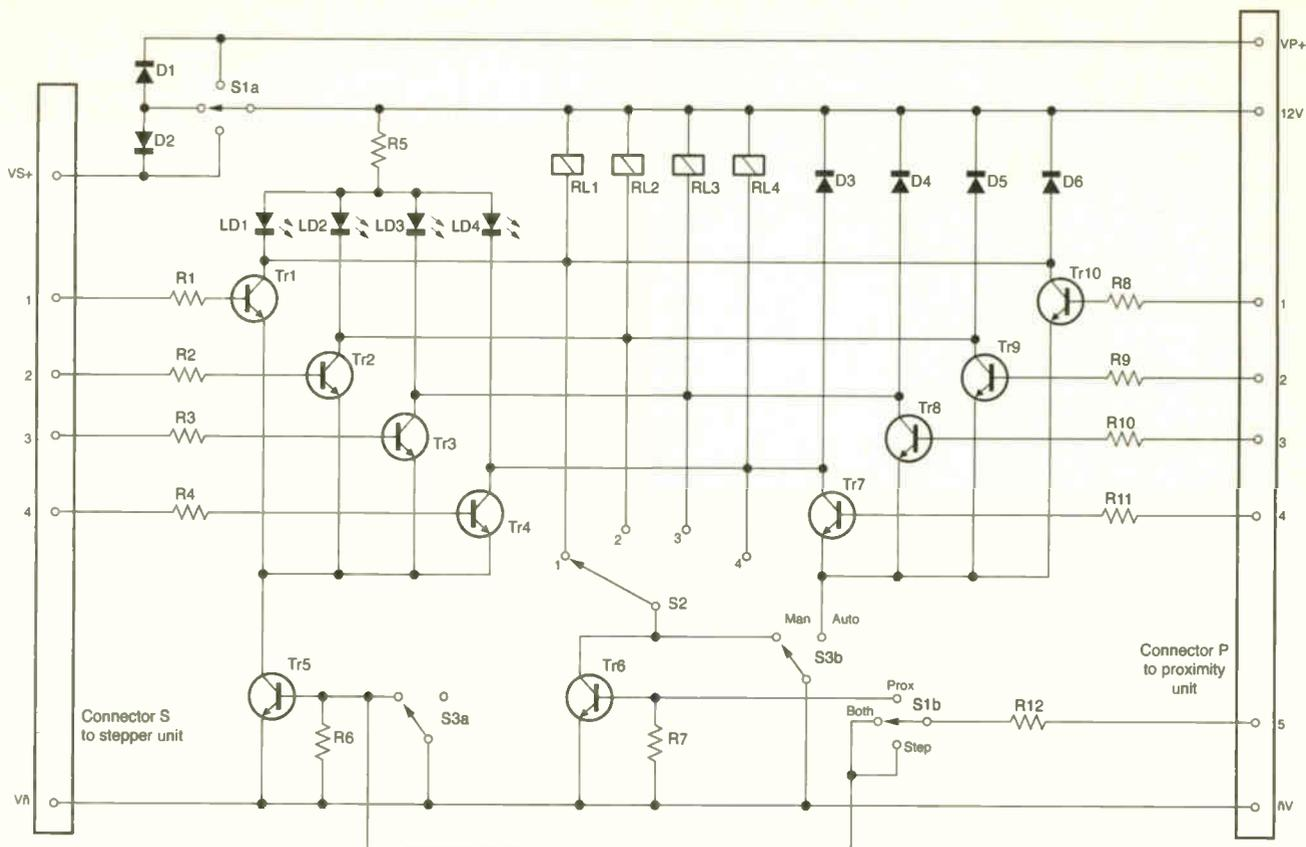 VP+
D1
S1a
12V
D2
R5
VS+
RL1
RL2
RL3
RL4
D3
D4
D5
D6
LD1
LD2
LD3
LD4
Tr1
Tr10
R1
R8
1
1
R2
Tr2
Tr9
R9
2
2
R3
Tr3
Tr8
R10
3
3
R4
Tr4
Tr7
R11
4
4
1
2
3
4
S2
Man
Auto
S3b
Connector P
to proximity
unit
Tr5
Tr6
Prox
S1b
Both
R12
5
Connector S
to stepper unit
S3a
R6
R7
Step